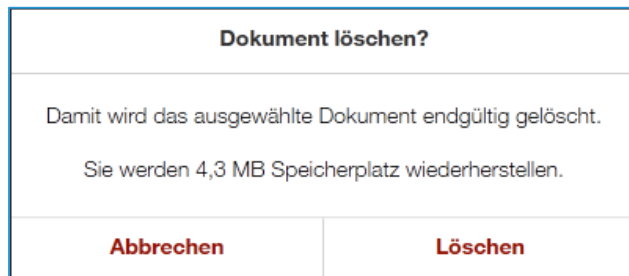 Dokument löschen?
Damit wird das ausgewählte Dokument endgültig gelöscht.
Sie werden 4,3 MB Speicherplatz wiederherstellen.
Abbrechen
Löschen